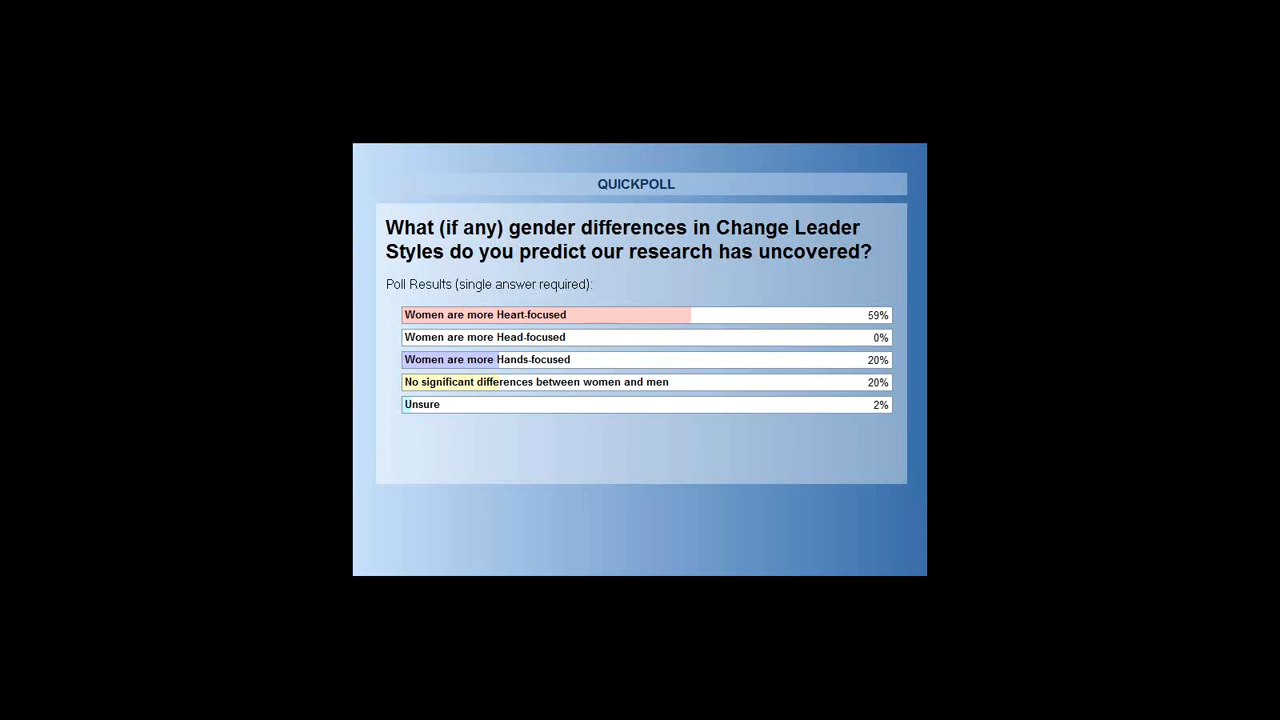 QUICKPOLL
What (if any) gender differences in Change Leader
Styles do you predict our research has uncovered?
Poll Results (single answer required):
Women are more Heart-focused 59%
Women are more Head-focused 0%
Women are more Hands-focused 20%
No significant differences between women and men 20%
Unsure 2%